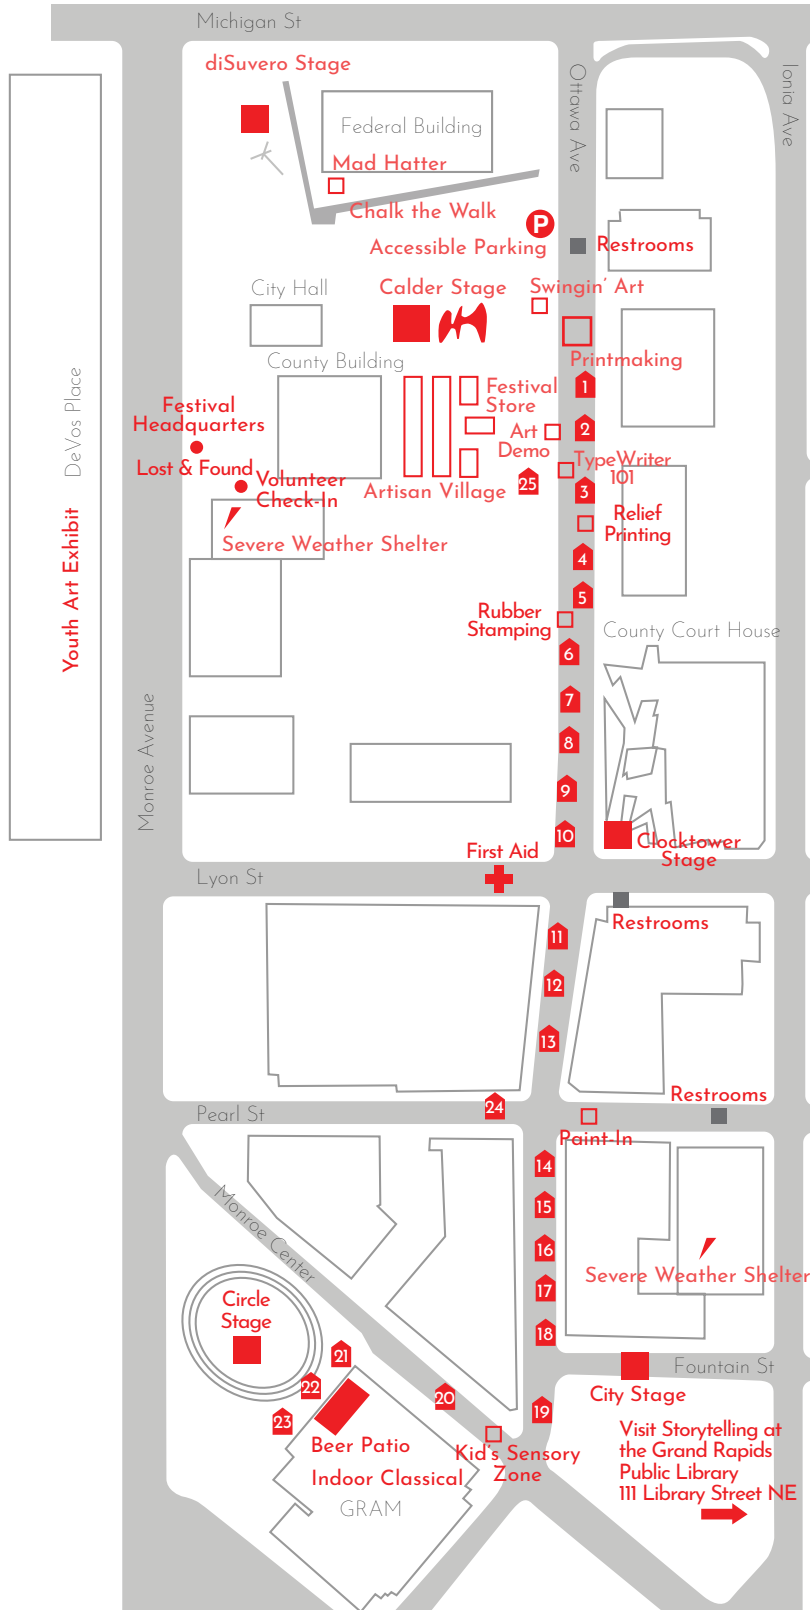 Michigan St
diSuvero Stage
Ottawa Ave
Ionia Ave
Federal Building
Mad Hatter
Chalk the Walk
P
Accessible Parking
Restrooms
City Hall
Calder Stage
Swingin' Art
Printmaking
County Building
1
Festival
Store
Festival
Headquarters
2
Art
Demo
Lost & Found
Volunteer
Check-In
TypeWriter
101
25
3
Artisan Village
DeVos Place
Youth Art Exhibit
Relief
Printing
Severe Weather Shelter
4
5
Rubber
Stamping
County Court House
6
7
8
Monroe Avenue
9
10
Clocktower
Stage
First Aid
Lyon St
Restrooms
11
12
13
24
Restrooms
Pearl St
Paint-In
14
15
Monroe Center
16
17
Severe Weather Shelter
Circle
Stage
18
21
22
23
20
19
Fountain St
City Stage
Beer Patio
Indoor Classical
GRAM
Kid's Sensory
Zone
Visit Storytelling at
the Grand Rapids
Public Library
111 Library Street NE